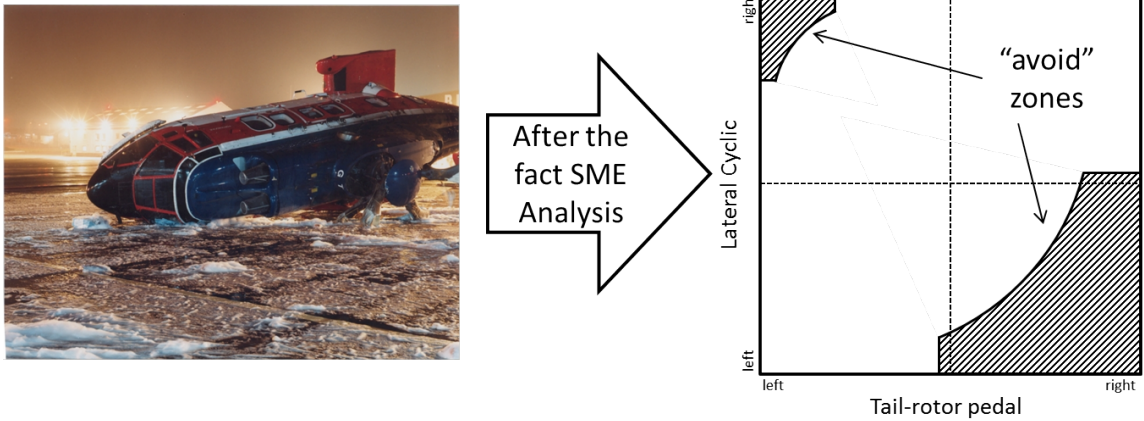 After the
fact SME
Analysis
“avoid”
zones
Lateral Cyclic
left
left
right
Tail-rotor pedal